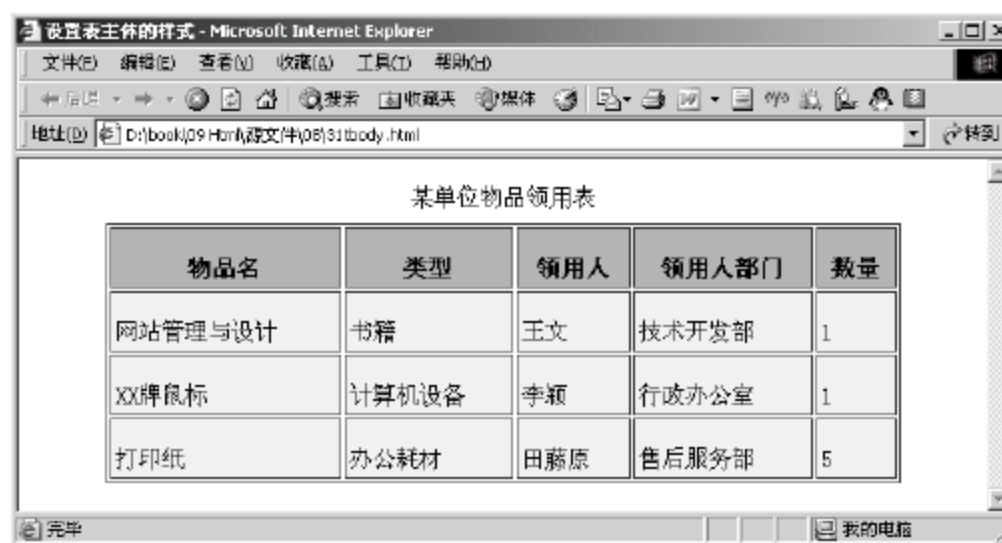 设置表主体的样式 - Microsoft Internet Explorer
文件(F) 编辑(E) 查看(V) 收藏(A) 工具(T) 帮助(H)
后退 搜索 收藏夹 媒体
地址(D) D:\book\09 Html\源文件\08\31tbody.html 转到
某单位物品领用表
物品名 类型 领用人 领用人部门 数量
网站管理与设计 书籍 王文 技术开发部 1
XX牌鼠标 计算机设备 李颖 行政办公室 1
打印纸 办公耗材 田藤原 售后服务部 5
完毕 我的电脑